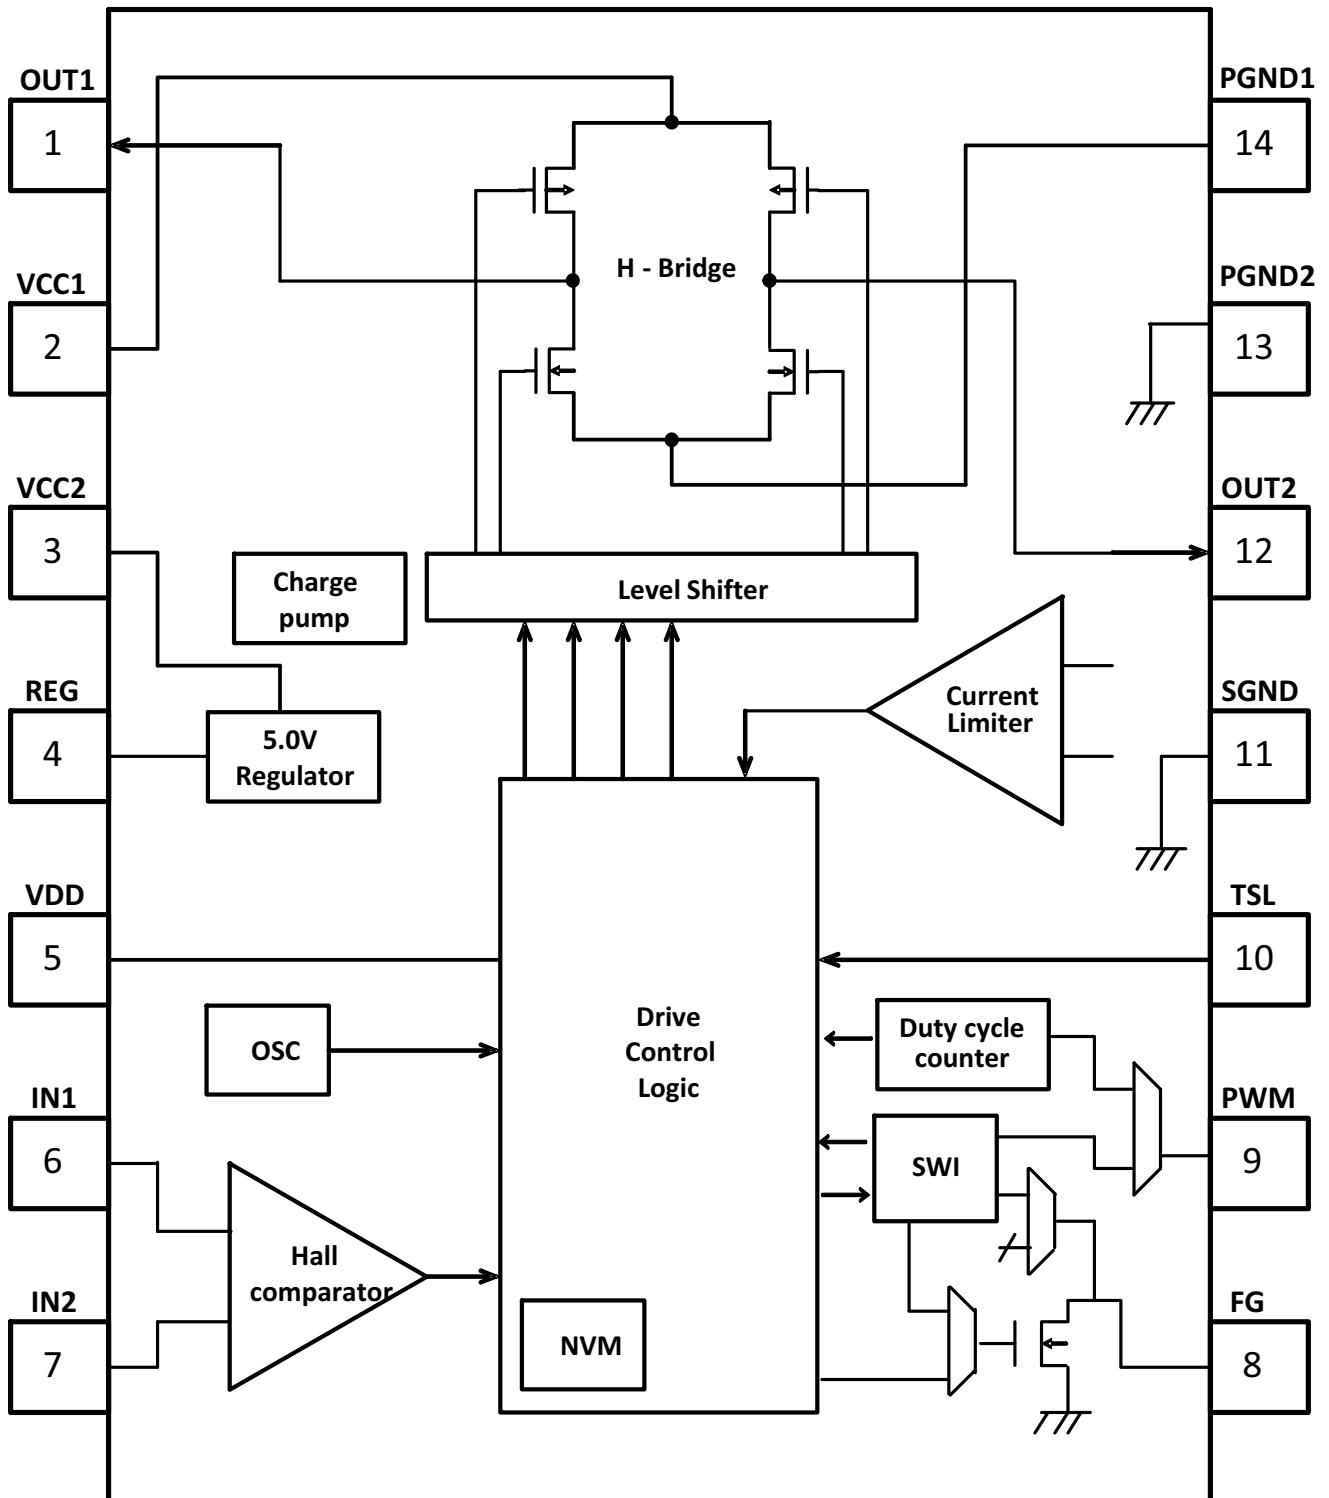 OUT1
1
VCC1
2
VCC2
3
REG
4
VDD
5
IN1
6
IN2
7
PGND1
14
PGND2
13
OUT2
12
SGND
11
TSL
10
PWM
9
FG
8
H - Bridge
Charge
pump
Level Shifter
5.0V
Regulator
Current
Limiter
OSC
Drive
Control
Logic
Duty cycle
counter
SWI
Hall
comparator
NVM